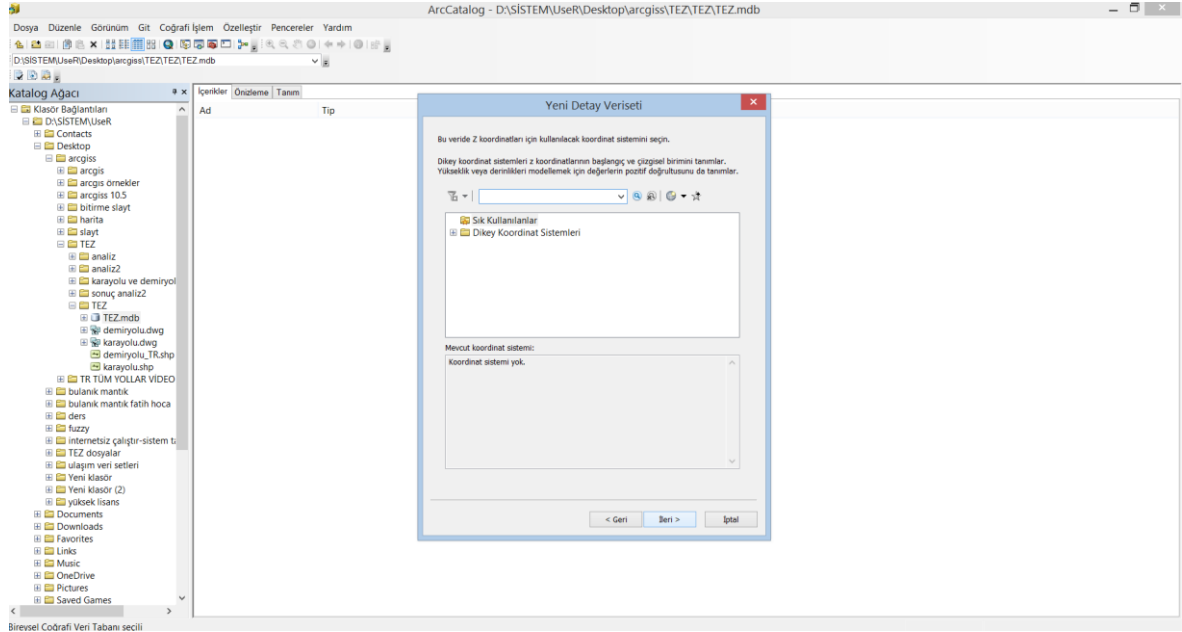 ArcCatalog - D:\SİSTEM\UseR\Desktop\arcgiss\TEZ\TEZ\TEZ.mdb
Dosya Düzenle Görünüm Git Coğrafi İşlem Özelleştir Pencereler Yardım
D:\SİSTEM\UseR\Desktop\arcgiss\TEZ\TEZ\TEZ.mdb
Katalog Ağacı
Klasör Bağlantıları
D:\SİSTEM\UseR
Contacts
Desktop
arcgiss
arcgis
arcgıs örnekler
arcgiss 10.5
bitirme slayt
harita
slayt
TEZ
analiz
analiz2
karayolu ve demiryol
sonuç analiz2
TEZ
TEZ.mdb
demiryolu.dwg
karayolu.dwg
demiryolu_TR.shp
karayolu.shp
TR TÜM YOLLAR VİDEO
bulanık mantık
bulanık mantık fatih hoca
ders
fuzzy
internetsiz çalıştır-sistem ta
TEZ dosyalar
ulaşım veri setleri
Yeni klasör
Yeni klasör (2)
yüksek lisans
Documents
Downloads
Favorites
Links
Music
OneDrive
Pictures
Saved Games
Bireysel Coğrafi Veri Tabanı seçili
İçerikler Önizleme Tanım
Ad Tip
Yeni Detay Veriseti
Bu veride Z koordinatları için kullanılacak koordinat sistemini seçin.
Dikey koordinat sistemleri z koordinatlarının başlangıç ve çizgisel birimini tanımlar.
Yükseklik veya derinlikleri modellemek için değerlerin pozitif doğrultusunu da tanımlar.
Sık Kullanılanlar
Dikey Koordinat Sistemleri
Mevcut koordinat sistemi:
Koordinat sistemi yok.
< Geri İleri > İptal